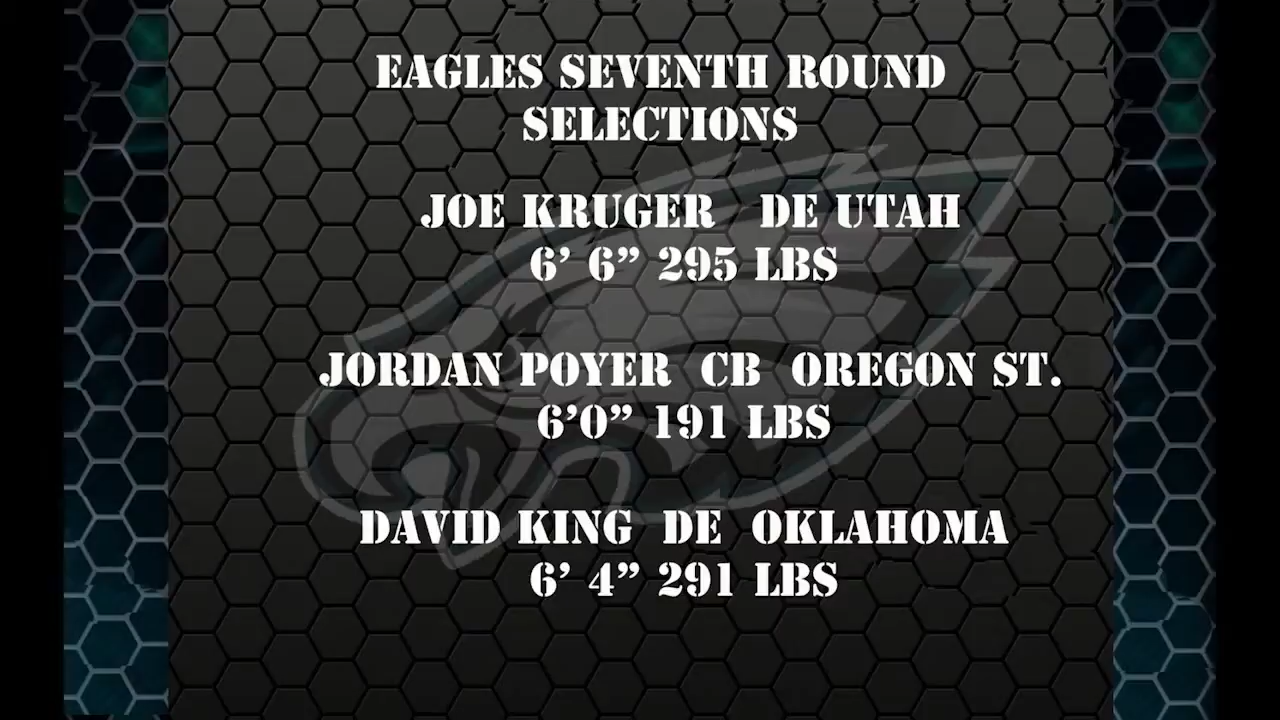 EAGLES SEVENTH ROUND
SELECTIONS
JOE KRUGER DE UTAH
6' 6” 295 LBS
JORDAN POYER CB OREGON ST.
6’0” 191 LBS
DAVID KING DE OKLAHOMA
6’ 4” 291 LBS